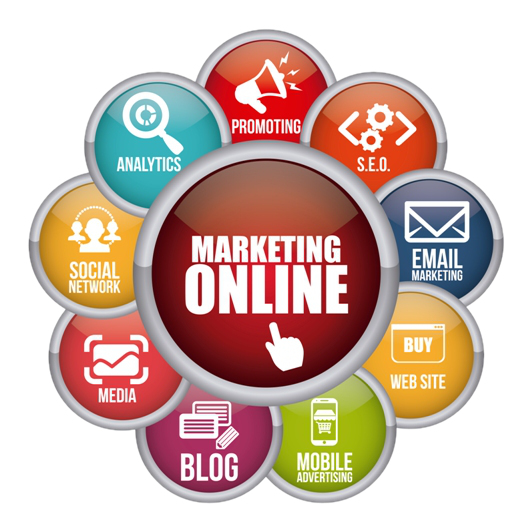 PROMOTING
S.E.O.
EMAIL
MARKETING
BUY
WEB SITE
MOBILE
ADVERTISING
BLOG
MEDIA
SOCIAL
NETWORK
ANALYTICS
MARKETING
ONLINE